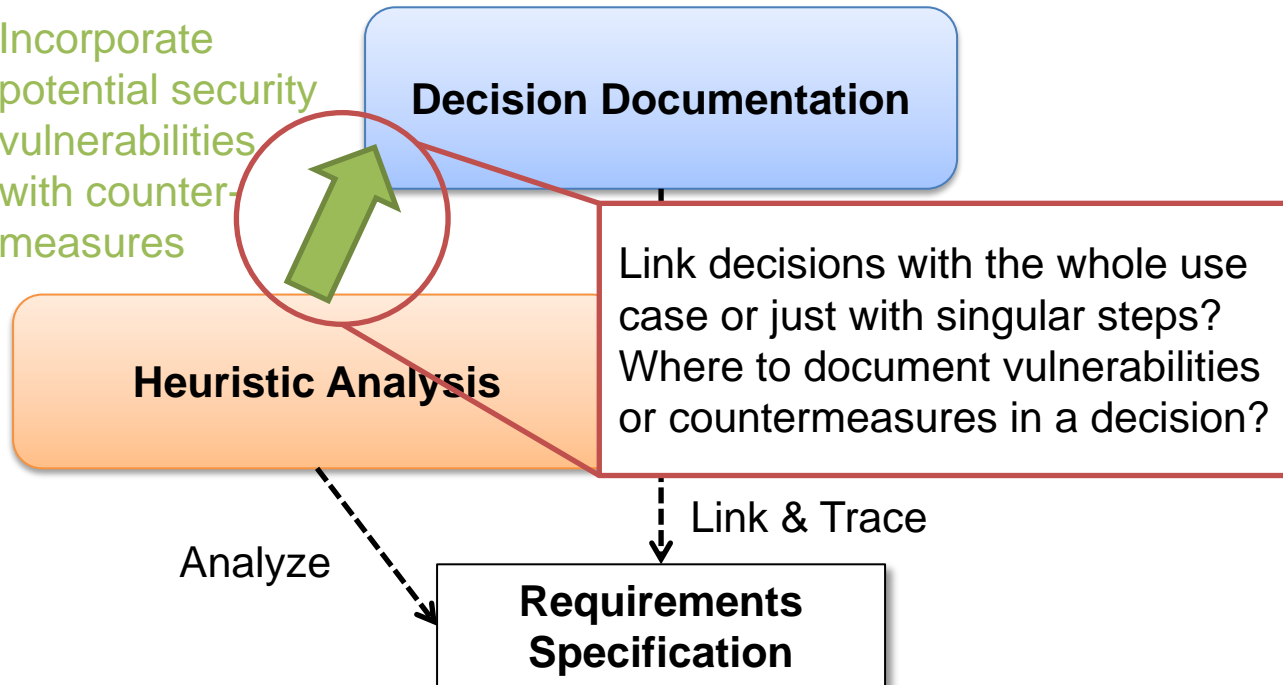 Incorporate
potential security
vulnerabilities
with counter-
measures
Decision Documentation
Link decisions with the whole use
case or just with singular steps?
Where to document vulnerabilities
or countermeasures in a decision?
Heuristic Analysis
Link & Trace
Analyze
Requirements
Specification